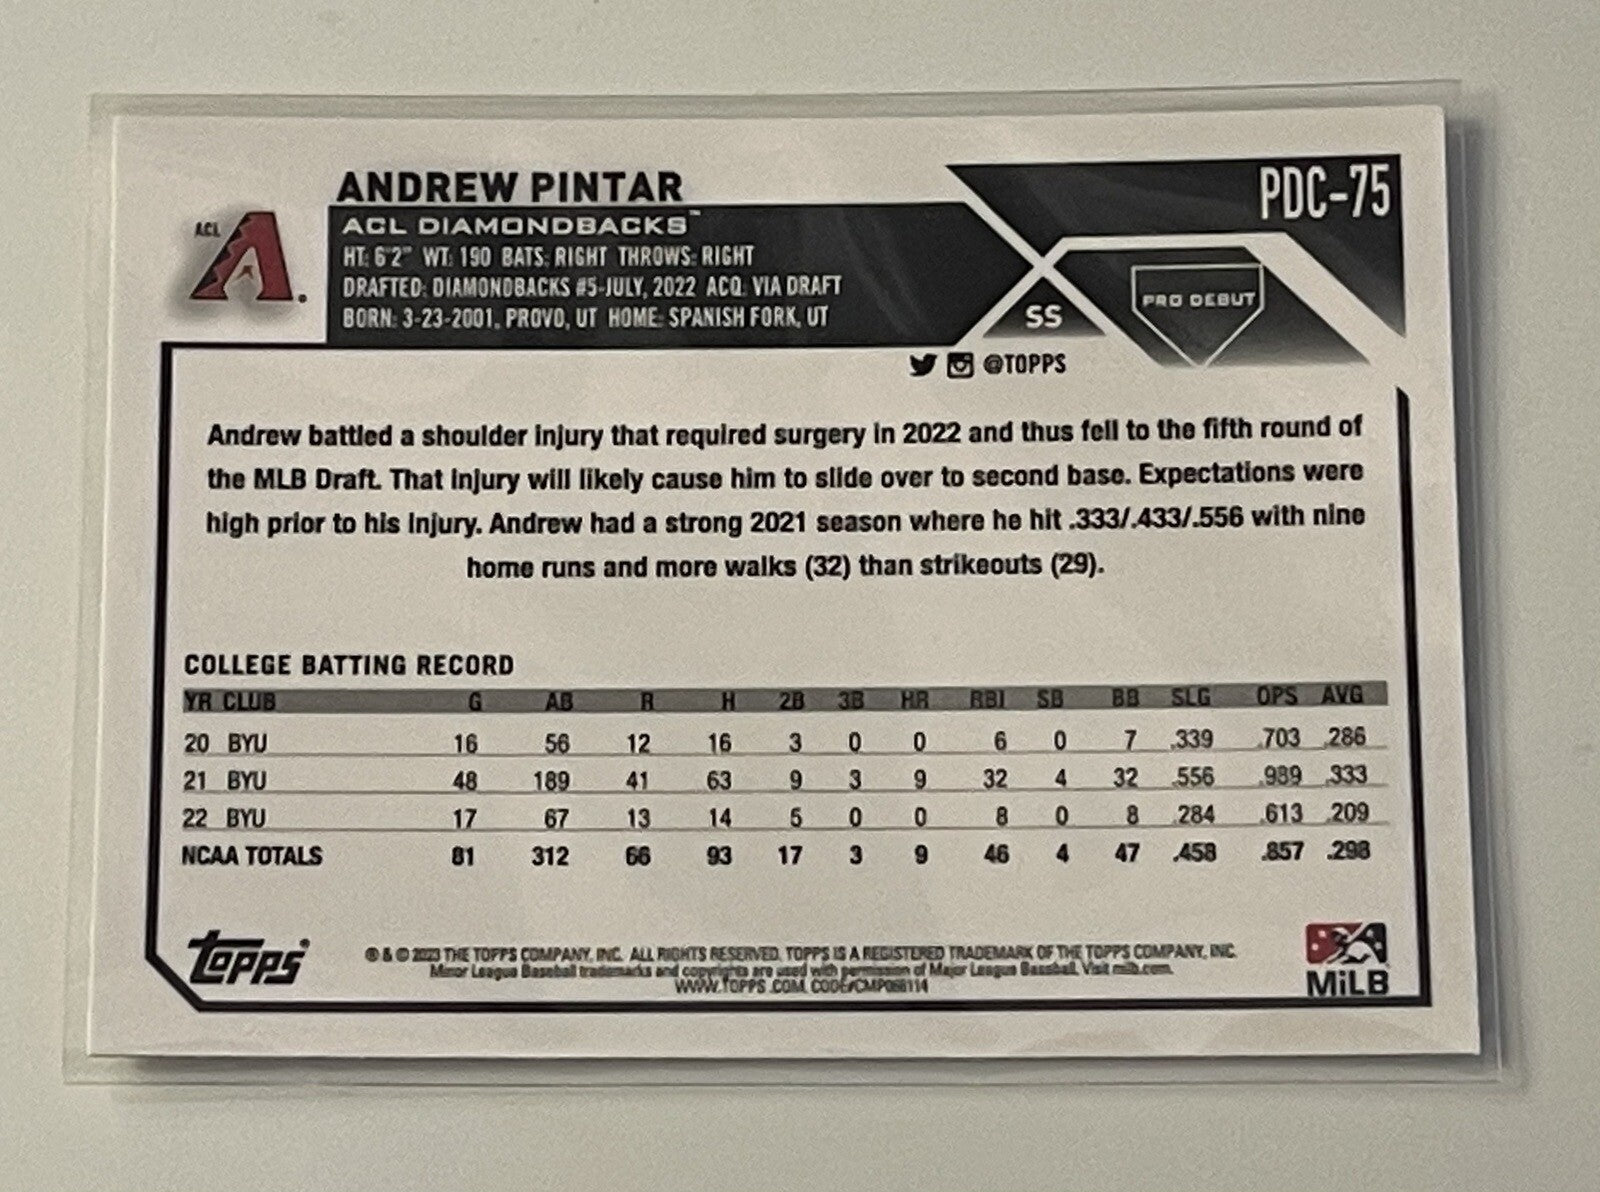 ANDREW PINTAR
PDC-75
ACL
ACL DIAMONDBACKS™
HT: 6'2" WT: 190 BATS: RIGHT THROWS: RIGHT
DRAFTED: DIAMONDBACKS #5-JULY, 2022 ACQ: VIA DRAFT
BORN: 3-23-2001, PROVO, UT HOME: SPANISH FORK, UT
SS
PRO DEBUT
@TOPPS
Andrew battled a shoulder injury that required surgery in 2022 and thus fell to the fifth round of
the MLB Draft. That injury will likely cause him to slide over to second base. Expectations were
high prior to his injury. Andrew had a strong 2021 season where he hit .333/.433/.556 with nine
home runs and more walks (32) than strikeouts (29).
COLLEGE BATTING RECORD
YR CLUB G AB R H 2B 3B HR RBI SB BB SLG OPS AVG
20 BYU 16 56 12 16 3 0 0 6 0 7 .339 .703 .286
21 BYU 48 189 41 63 9 3 9 32 4 32 .556 .989 .333
22 BYU 17 67 13 14 5 0 0 8 0 8 .284 .613 .209
NCAA TOTALS 81 312 66 93 17 3 9 46 4 47 .458 .857 .298
Topps®
® & © 2023 THE TOPPS COMPANY, INC. ALL RIGHTS RESERVED. TOPPS IS A REGISTERED TRADEMARK OF THE TOPPS COMPANY, INC.
Minor League Baseball trademarks and copyrights are used with permission of Major League Baseball. Visit milb.com.
WWW.TOPPS.COM. CODE#CMP066114
MiLB